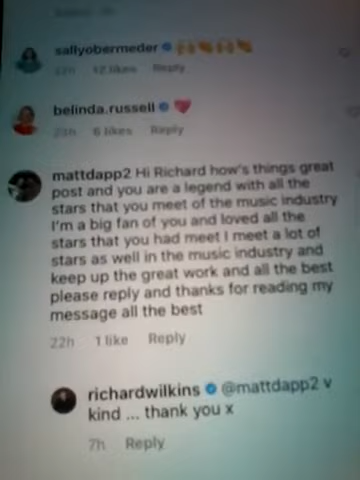 sallyobermeder 🙌👏🙌👏
22h 12 likes Reply
belinda.russell 💗
23h 6 likes Reply
mattdapp2 Hi Richard how's things great
post and you are a legend with all the
stars that you meet of the music industry
I'm a big fan of you and loved all the
stars that you had meet I meet a lot of
stars as well in the music industry and
keep up the great work and all the best
please reply and thanks for reading my
message all the best
22h 1 like Reply
richardwilkins @mattdapp2 v
kind ... thank you x
7h Reply